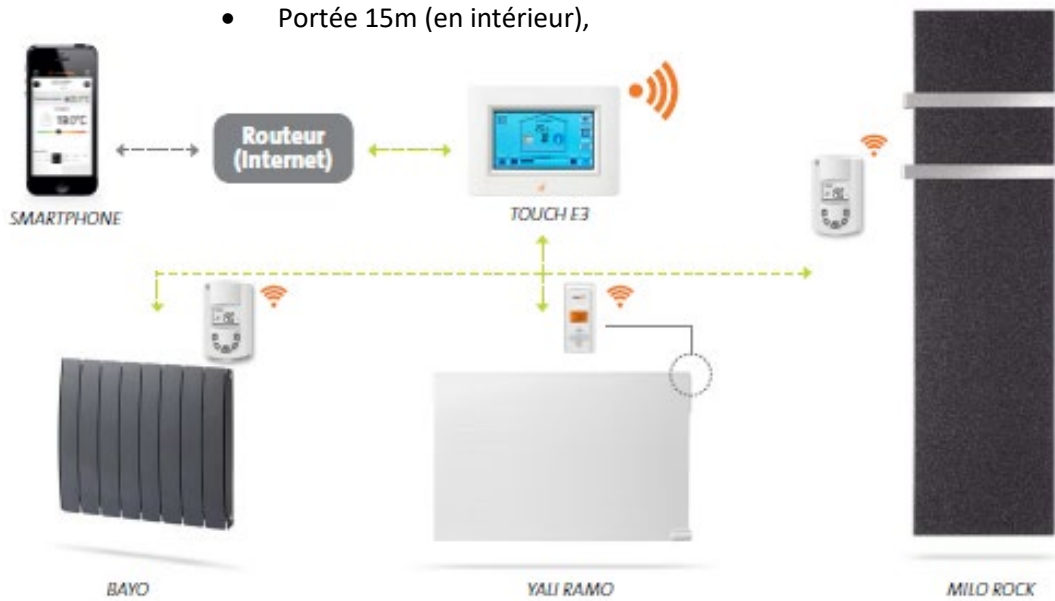 • Portée 15m (en intérieur),
Routeur
(Internet)
SMARTPHONE
TOUCH E3
BAYO
YALI RAMO
MILO ROCK